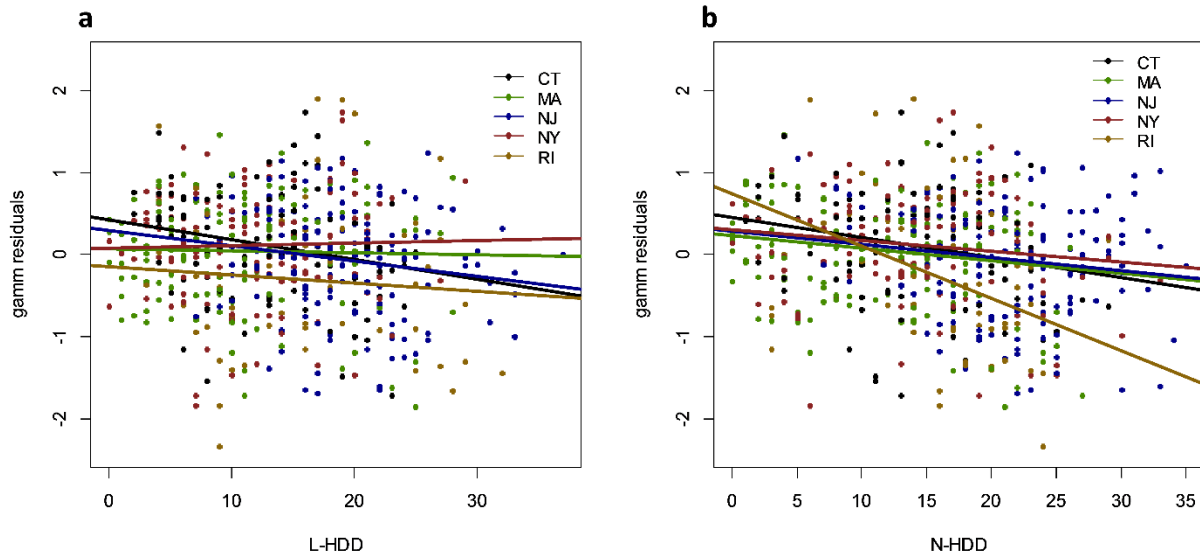 a
gamm residuals
2
1
0
-1
-2
CT
MA
NJ
NY
RI
0 10 20 30
L-HDD
b
gamm residuals
2
1
0
-1
-2
CT
MA
NJ
NY
RI
0 5 10 15 20 25 30 35
N-HDD